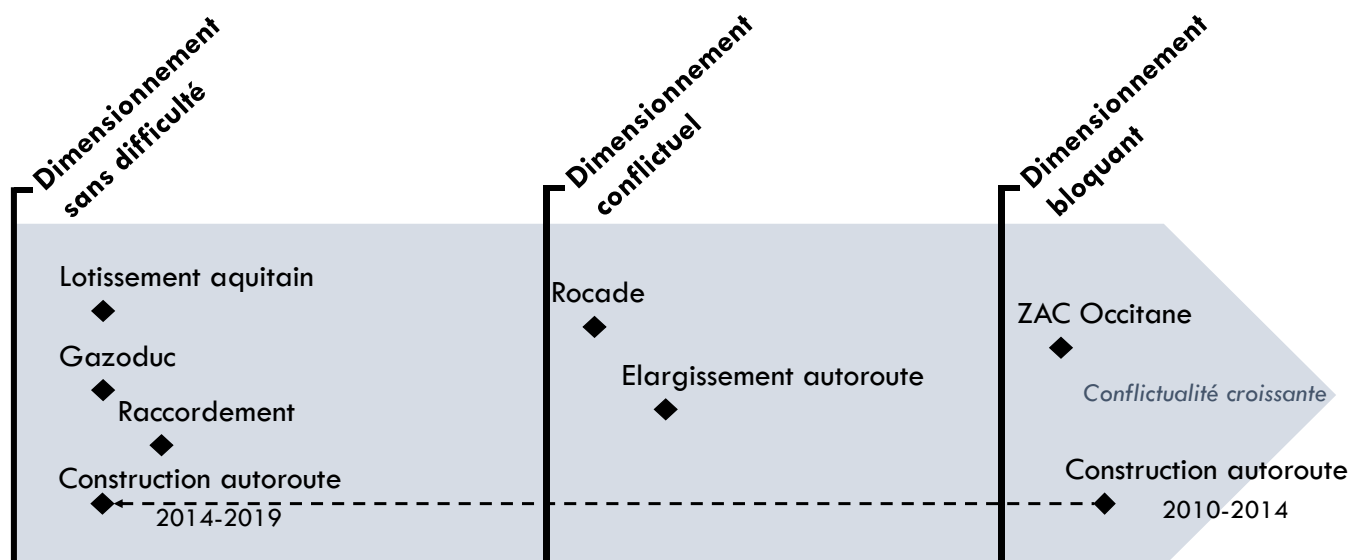 Dimensionnement
sans difficulté
Dimensionnement
conflictuel
Dimensionnement
bloquant
Lotissement aquitain
Gazoduc
Raccordement
Construction autoroute
2014-2019
Rocade
Elargissement autoroute
ZAC Occitane
Conflictualité croissante
Construction autoroute
2010-2014